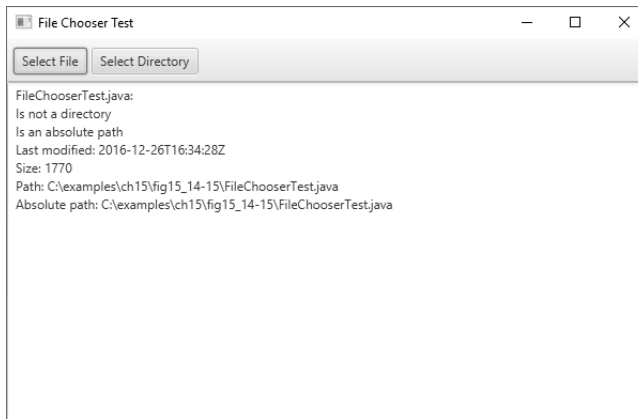 File Chooser Test
Select File Select Directory
FileChooserTest.java:
Is not a directory
Is an absolute path
Last modified: 2016-12-26T16:34:28Z
Size: 1770
Path: C:\examples\ch15\fig15_14-15\FileChooserTest.java
Absolute path: C:\examples\ch15\fig15_14-15\FileChooserTest.java